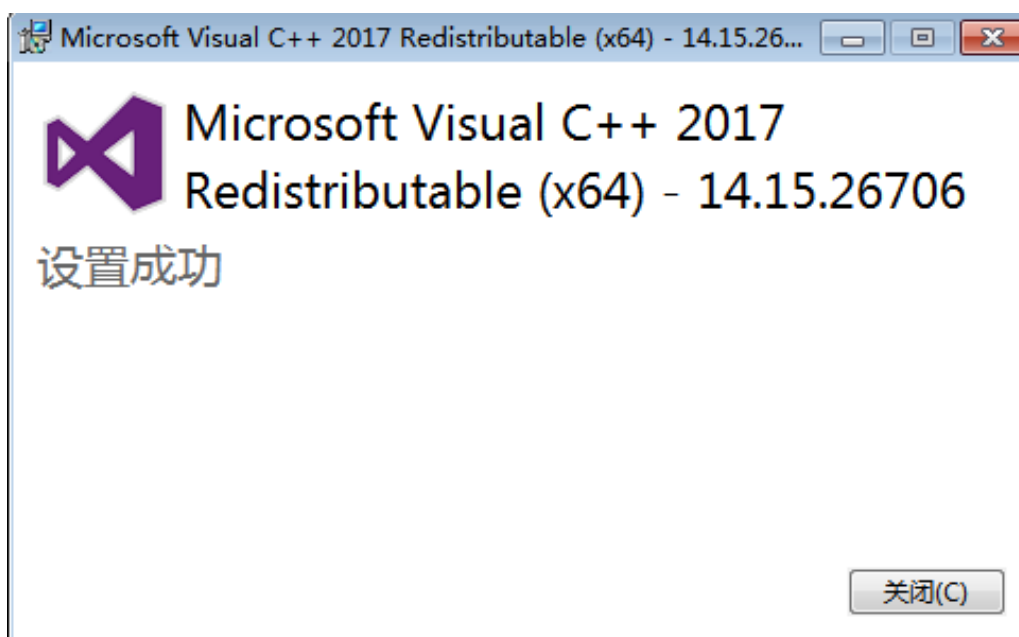 Microsoft Visual C++ 2017 Redistributable (x64) - 14.15.26...
Microsoft Visual C++ 2017
Redistributable (x64) - 14.15.26706
设置成功
关闭(C)